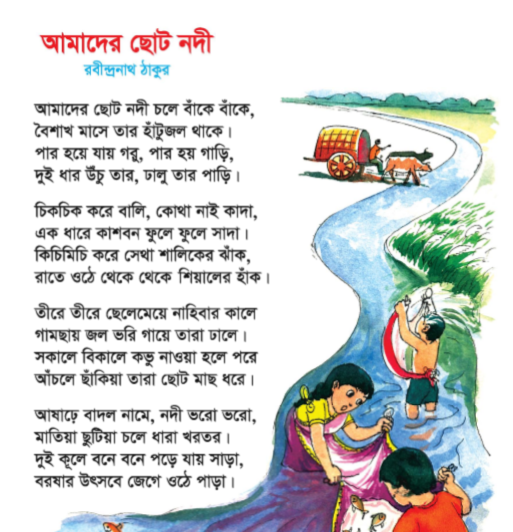 আমাদের ছোট নদী
রবীন্দ্রনাথ ঠাকুর
আমাদের ছোট নদী চলে বাঁকে বাঁকে,
বৈশাখ মাসে তার হাঁটুজল থাকে।
পার হয়ে যায় গরু, পার হয় গাড়ি,
দুই ধার উঁচু তার, ঢালু তার পাড়ি।
চিকচিক করে বালি, কোথা নাই কাদা,
এক ধারে কাশবন ফুলে ফুলে সাদা।
কিচিমিচি করে সেথা শালিকের ঝাঁক,
রাতে ওঠে থেকে থেকে শিয়ালের হাঁক।
তীরে তীরে ছেলেমেয়ে নাহিবার কালে
গামছায় জল ভরি গায়ে তারা ঢালে।
সকালে বিকালে কভু নাওয়া হলে পরে
আঁচলে ছাঁকিয়া তারা ছোট মাছ ধরে।
আষাঢ়ে বাদল নামে, নদী ভরো ভরো,
মাতিয়া ছুটিয়া চলে ধারা খরতর।
দুই কূলে বনে বনে পড়ে যায় সাড়া,
বরষার উৎসবে জেগে ওঠে পাড়া।